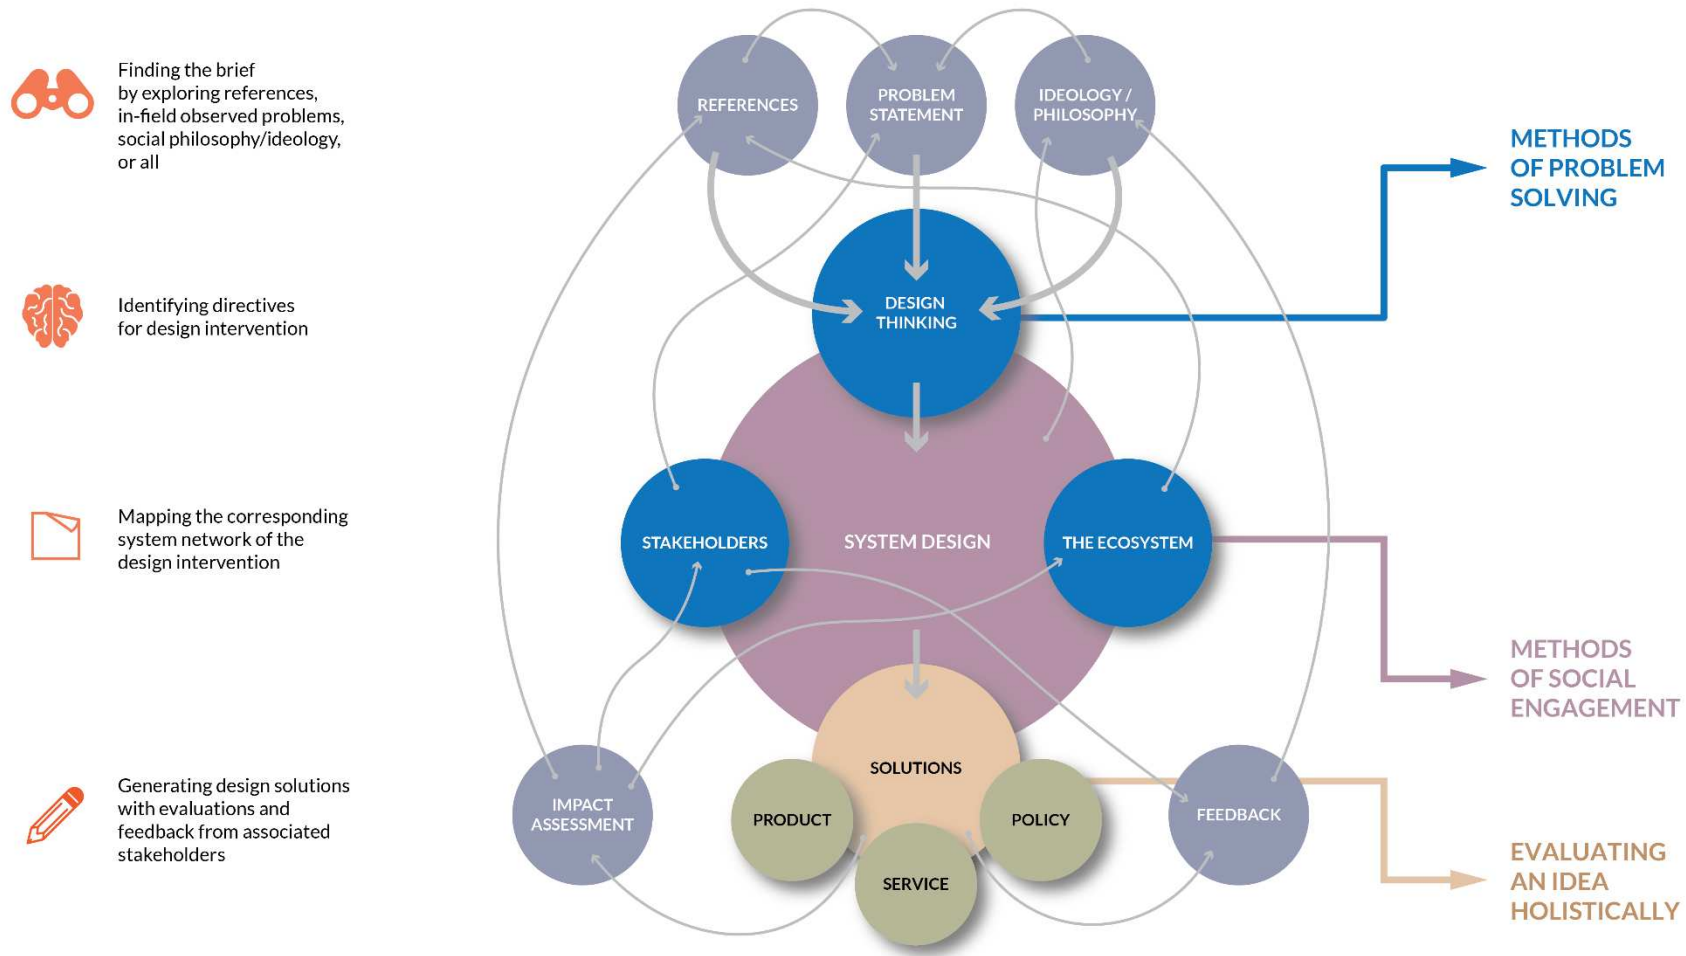 Finding the brief
by exploring references,
in-field observed problems,
social philosophy/ideology,
or all
Identifying directives
for design intervention
Mapping the corresponding
system network of the
design intervention
Generating design solutions
with evaluations and
feedback from associated
stakeholders
REFERENCES
PROBLEM
STATEMENT
IDEOLOGY /
PHILOSOPHY
DESIGN
THINKING
STAKEHOLDERS
SYSTEM DESIGN
THE ECOSYSTEM
SOLUTIONS
IMPACT
ASSESSMENT
PRODUCT
POLICY
FEEDBACK
SERVICE
METHODS
OF PROBLEM
SOLVING
METHODS
OF SOCIAL
ENGAGEMENT
EVALUATING
AN IDEA
HOLISTICALLY